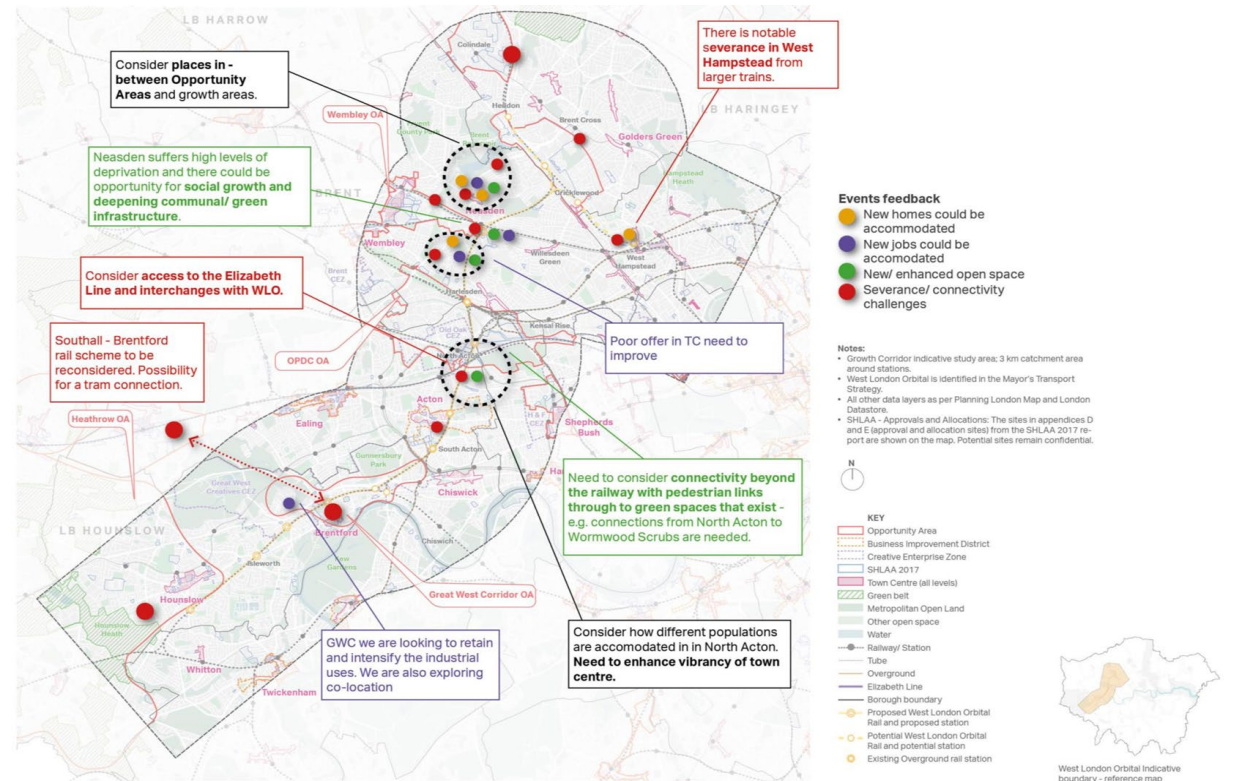 LB HARROW
Colindale
There is notable
severance in West
Hampstead from
larger trains.
Consider places in -
between Opportunity
Areas and growth areas.
Hendon
LB HARINGEY
Wembley OA
Brent Cross
Golders Green
Neasden suffers high levels of
deprivation and there could be
opportunity for social growth and
deepening communal/ green
infrastructure.
BRENT
Hampstead
Heath
Cricklewood
Neasden
Wembley
Willesden
Green
West
Hampstead
Brent
CEZ
Consider access to the Elizabeth
Line and interchanges with WLO.
Harlesden
Kensal Rise
Old Oak
CEZ
Southall - Brentford
rail scheme to be
reconsidered. Possibility
for a tram connection.
Poor offer in TC need to
improve
North Acton
OPDC OA
Acton
Heathrow OA
Ealing
H & F
CEZ
Shepherds
Bush
South Acton
Gunnersbury
Park
Chiswick
Great West
Creatives CEZ
Need to consider connectivity beyond
the railway with pedestrian links
through to green spaces that exist -
e.g. connections from North Acton to
Wormwood Scrubs are needed.
LB HOUNSLOW
Brentford
Chiswick
Isleworth
Gardens
Great West Corridor OA
Hounslow
Hounslow
Heath
GWC we are looking to retain
and intensify the industrial
uses. We are also exploring
co-location
Consider how different populations
are accomodated in in North Acton.
Need to enhance vibrancy of town
centre.
Whitton
Twickenham
Events feedback
New homes could be
accommodated
New jobs could be
accomodated
New/ enhanced open space
Severance/ connectivity
challenges
Notes:
• Growth Corridor indicative study area; 3 km catchment area
around stations.
• West London Orbital is identified in the Mayor's Transport
Strategy.
• All other data layers as per Planning London Map and London
Datastore.
• SHLAA - Approvals and Allocations: The sites in appendices D
and E (approval and allocation sites) from the SHLAA 2017 re-
port are shown on the map. Potential sites remain confidential.
N
KEY
Opportunity Area
Business Improvement District
Creative Enterprise Zone
SHLAA 2017
Town Centre (all levels)
Green belt
Metropolitan Open Land
Other open space
Water
Railway/ Station
Tube
Overground
Elizabeth Line
Borough boundary
Proposed West London Orbital
Rail and proposed station
Potential West London Orbital
Rail and potential station
Existing Overground rail station
West London Orbital Indicative
boundary - reference map